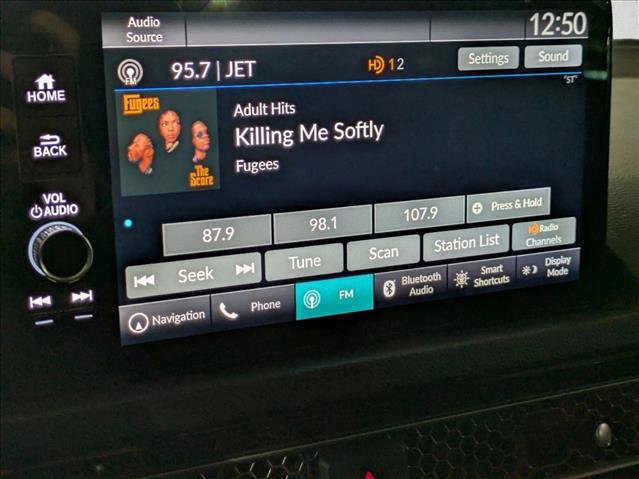 Audio
Source
12:50
FM
95.7 | JET
HD 1 2
Settings
Sound
"ST"
Fugees
The
Score
Adult Hits
Killing Me Softly
Fugees
HOME
BACK
VOL
AUDIO
87.9
98.1
107.9
+ Press & Hold
Seek
Tune
Scan
Station List
HD Radio
Channels
Navigation
Phone
FM
Bluetooth
Audio
Smart
Shortcuts
Display
Mode